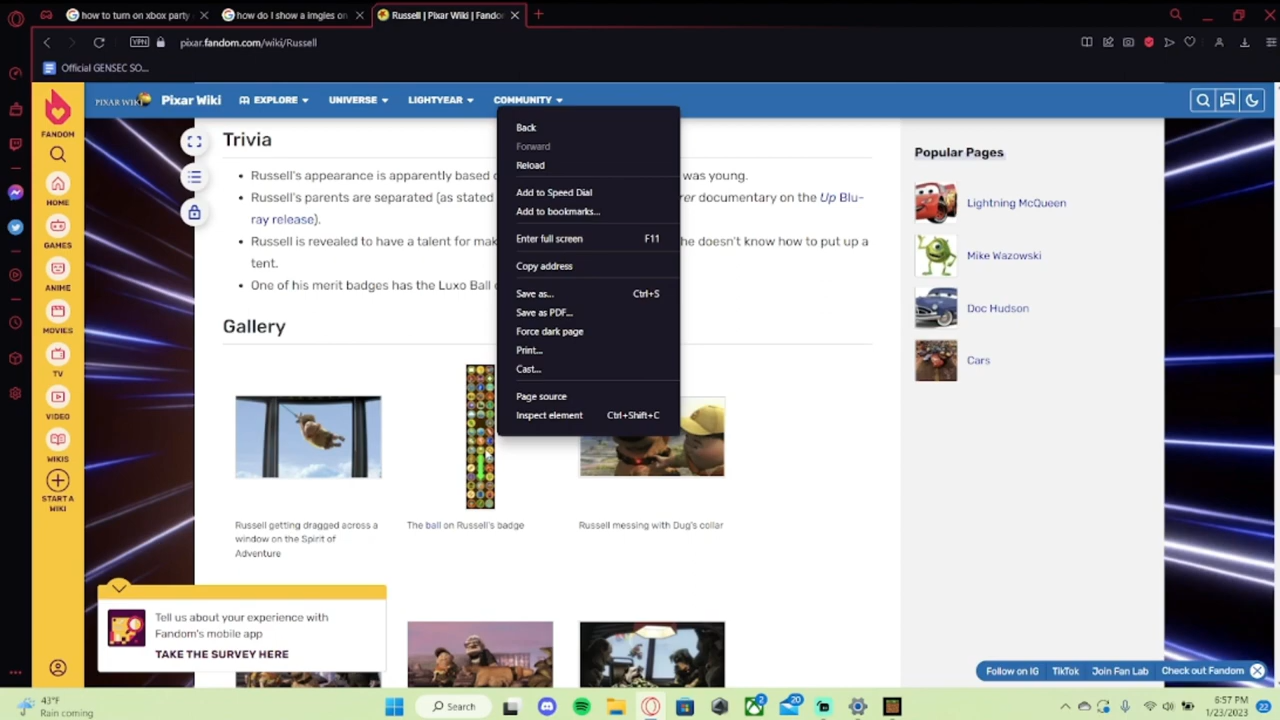 how to turn on xbox party
how do I show a imgies on
Russell | Pixar Wiki | Fando
VPN
pixar.fandom.com/wiki/Russell
Official GENSEC SO...
FANDOM
HOME
GAMES
ANIME
MOVIES
TV
VIDEO
WIKIS
START A
WIKI
PIXAR WIKI
Pixar Wiki
EXPLORE
UNIVERSE
LIGHTYEAR
COMMUNITY
Trivia
Russell's appearance is apparently based
was young.
Russell's parents are separated (as stated
rer documentary on the Up Blu-
ray release).
Russell is revealed to have a talent for mak
he doesn't know how to put up a
tent.
One of his merit badges has the Luxo Ball
Back
Forward
Reload
Add to Speed Dial
Add to bookmarks...
Enter full screen F11
Copy address
Save as... Ctrl+S
Save as PDF...
Force dark page
Print...
Cast...
Page source
Inspect element Ctrl+Shift+C
Gallery
Russell getting dragged across a
window on the Spirit of
Adventure
The ball on Russell's badge
Russell messing with Dug's collar
Popular Pages
Lightning McQueen
Mike Wazowski
Doc Hudson
Cars
Tell us about your experience with
Fandom's mobile app
TAKE THE SURVEY HERE
Follow on IG
TikTok
Join Fan Lab
Check out Fandom
43°F
Rain coming
Search
2
20
6:57 PM
1/23/2023
22